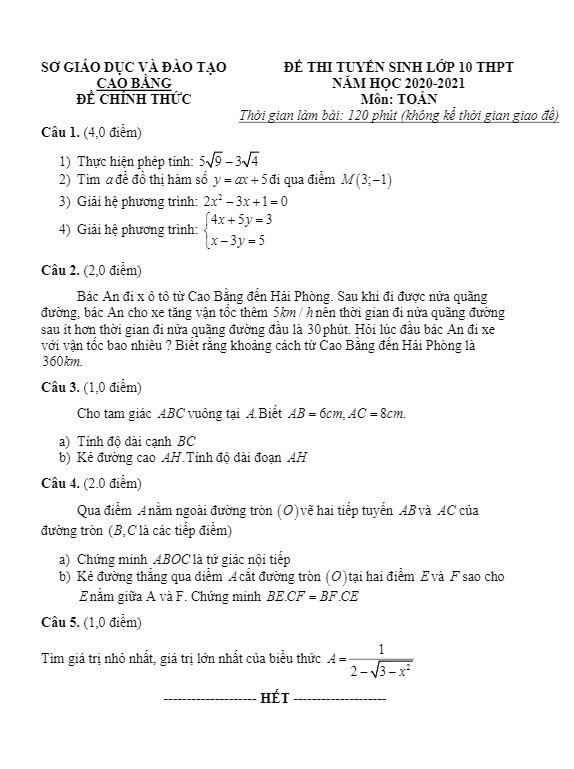 SỞ GIÁO DỤC VÀ ĐÀO TẠO
CAO BẰNG
ĐỀ CHÍNH THỨC
ĐỀ THI TUYỂN SINH LỚP 10 THPT
NĂM HỌC 2020-2021
Môn: TOÁN
Thời gian làm bài: 120 phút (không kể thời gian giao đề)
Câu 1. (4,0 điểm)
1) Thực hiện phép tính: 5√9 − 3√4
2) Tìm a để đồ thị hàm số y = ax + 5 đi qua điểm M(3;−1)
3) Giải hệ phương trình: 2x² − 3x + 1 = 0
4) Giải hệ phương trình: { 4x + 5y = 3
x − 3y = 5
Câu 2. (2,0 điểm)
Bác An đi x ô tô từ Cao Bằng đến Hải Phòng. Sau khi đi được nửa quãng
đường, bác An cho xe tăng vận tốc thêm 5km / h nên thời gian đi nửa quãng đường
sau ít hơn thời gian đi nửa quãng đường đầu là 30 phút. Hỏi lúc đầu bác An đi xe
với vận tốc bao nhiêu ? Biết rằng khoảng cách từ Cao Bằng đến Hải Phòng là
360km.
Câu 3. (1,0 điểm)
Cho tam giác ABC vuông tại A.Biết AB = 6cm, AC = 8cm.
a) Tính độ dài cạnh BC
b) Kẻ đường cao AH.Tính độ dài đoạn AH
Câu 4. (2.0 điểm)
Qua điểm A nằm ngoài đường tròn (O) vẽ hai tiếp tuyến AB và AC của
đường tròn (B,C là các tiếp điểm)
a) Chứng minh ABOC là tứ giác nội tiếp
b) Kẻ đường thẳng qua diểm A cắt đường tròn (O) tại hai điểm E và F sao cho
E nằm giữa A và F. Chứng minh BE.CF = BF.CE
Câu 5. (1,0 điểm)
Tìm giá trị nhỏ nhất, giá trị lớn nhất của biểu thức A = 1 / (2 − √(3 − x²))
-------------------- HẾT --------------------